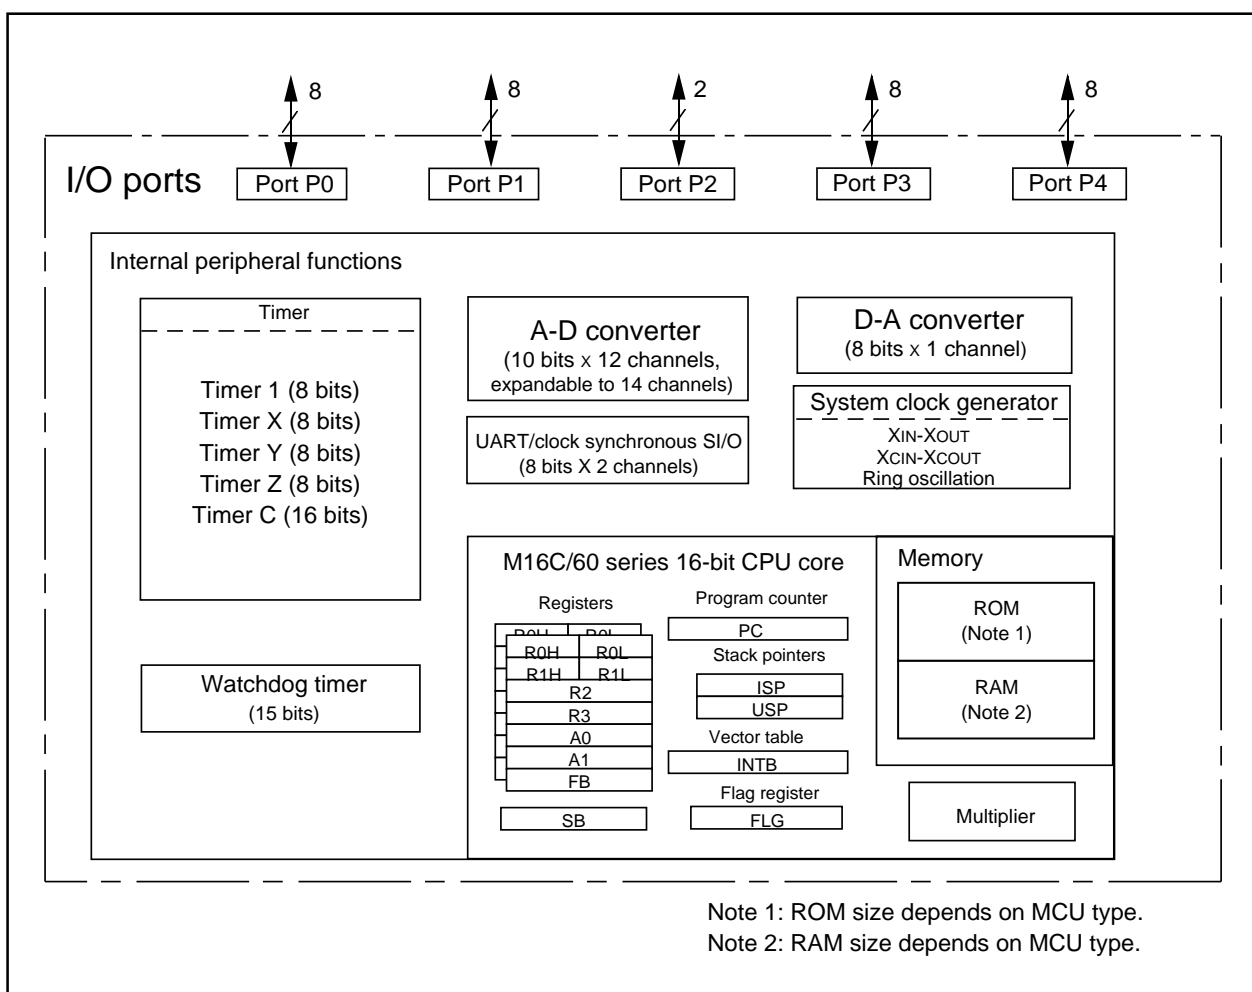 8
8
2
8
8
I/O ports
Port P0
Port P1
Port P2
Port P3
Port P4
Internal peripheral functions
Timer
Timer 1 (8 bits)
Timer X (8 bits)
Timer Y (8 bits)
Timer Z (8 bits)
Timer C (16 bits)
Watchdog timer
(15 bits)
A-D converter
(10 bits x 12 channels,
expandable to 14 channels)
UART/clock synchronous SI/O
(8 bits X 2 channels)
D-A converter
(8 bits x 1 channel)
System clock generator
XIN-XOUT
XCIN-XCOUT
Ring oscillation
M16C/60 series 16-bit CPU core
Registers
R0H R0L
R0H R0L
R1H R1L
R2
R3
A0
A1
FB
SB
Program counter
PC
Stack pointers
ISP
USP
Vector table
INTB
Flag register
FLG
Memory
ROM
(Note 1)
RAM
(Note 2)
Multiplier
Note 1: ROM size depends on MCU type.
Note 2: RAM size depends on MCU type.